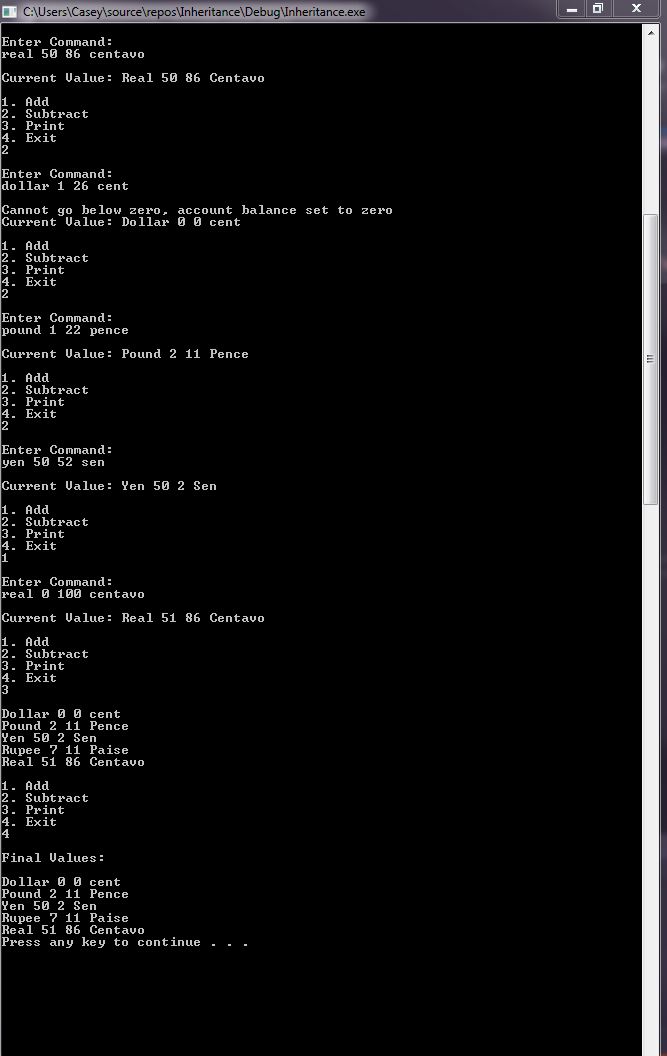 C:\Users\Casey\source\repos\Inheritance\Debug\Inheritance.exe
Enter Command:
real 50 86 centavo
Current Value: Real 50 86 Centavo
1. Add
2. Subtract
3. Print
4. Exit
2
Enter Command:
dollar 1 26 cent
Cannot go below zero, account balance set to zero
Current Value: Dollar 0 0 cent
1. Add
2. Subtract
3. Print
4. Exit
2
Enter Command:
pound 1 22 pence
Current Value: Pound 2 11 Pence
1. Add
2. Subtract
3. Print
4. Exit
2
Enter Command:
yen 50 52 sen
Current Value: Yen 50 2 Sen
1. Add
2. Subtract
3. Print
4. Exit
1
Enter Command:
real 0 100 centavo
Current Value: Real 51 86 Centavo
1. Add
2. Subtract
3. Print
4. Exit
3
Dollar 0 0 cent
Pound 2 11 Pence
Yen 50 2 Sen
Rupee 7 11 Paise
Real 51 86 Centavo
1. Add
2. Subtract
3. Print
4. Exit
4
Final Values:
Dollar 0 0 cent
Pound 2 11 Pence
Yen 50 2 Sen
Rupee 7 11 Paise
Real 51 86 Centavo
Press any key to continue . . .